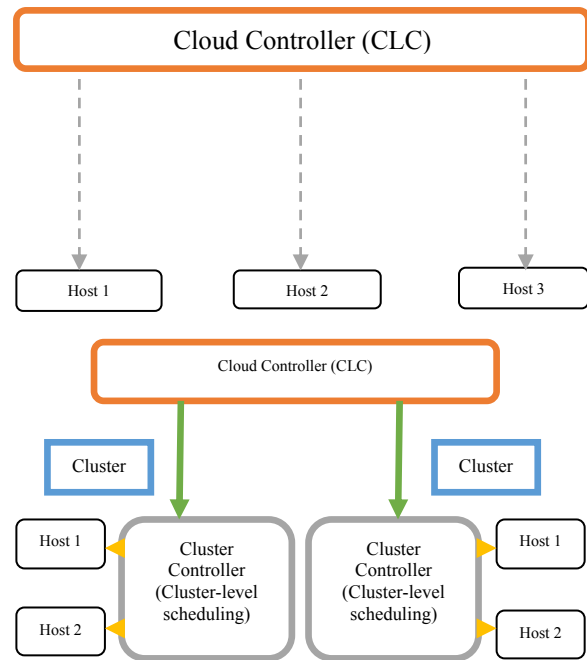 Cloud Controller (CLC)
Host 1
Host 2
Host 3
Cloud Controller (CLC)
Cluster
Cluster
Host 1
Cluster
Controller
(Cluster-level
scheduling)
Host 2
Cluster
Controller
(Cluster-level
scheduling)
Host 1
Host 2